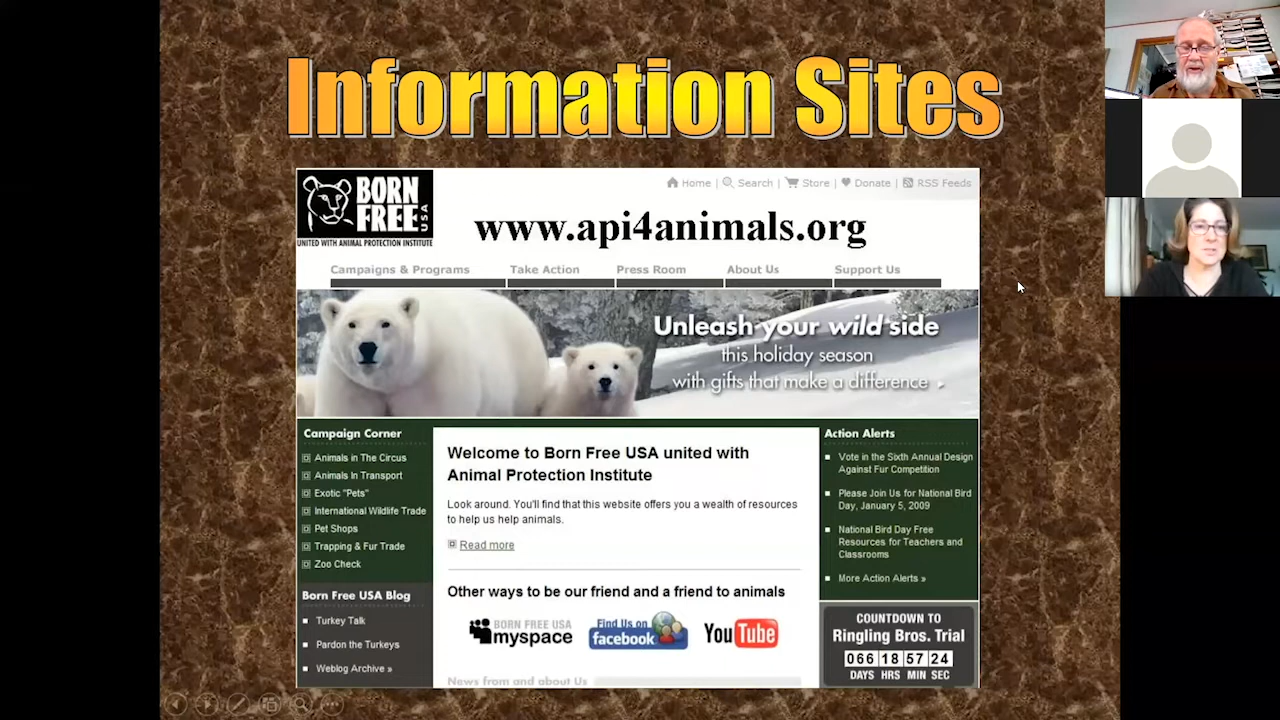 Information Sites
BORN
FREE
USA
UNITED WITH ANIMAL PROTECTION INSTITUTE
Home | Search | Store | Donate | RSS Feeds
www.api4animals.org
Campaigns & Programs Take Action Press Room About Us Support Us
Unleash your wild side
this holiday season
with gifts that make a difference
Campaign Corner
Animals in The Circus
Animals In Transport
Exotic "Pets"
International Wildlife Trade
Pet Shops
Trapping & Fur Trade
Zoo Check
Born Free USA Blog
Turkey Talk
Pardon the Turkeys
Weblog Archive »
Welcome to Born Free USA united with
Animal Protection Institute
Look around. You'll find that this website offers you a wealth of resources
to help us help animals.
Read more
Other ways to be our friend and a friend to animals
BORN FREE USA
myspace
Find Us on
facebook
YouTube
News from and about Us
Action Alerts
Vote in the Sixth Annual Design
Against Fur Competition
Please Join Us for National Bird
Day, January 5, 2009
National Bird Day Free
Resources for Teachers and
Classrooms
More Action Alerts »
COUNTDOWN TO
Ringling Bros. Trial
066 18 57 24
DAYS HRS MIN SEC